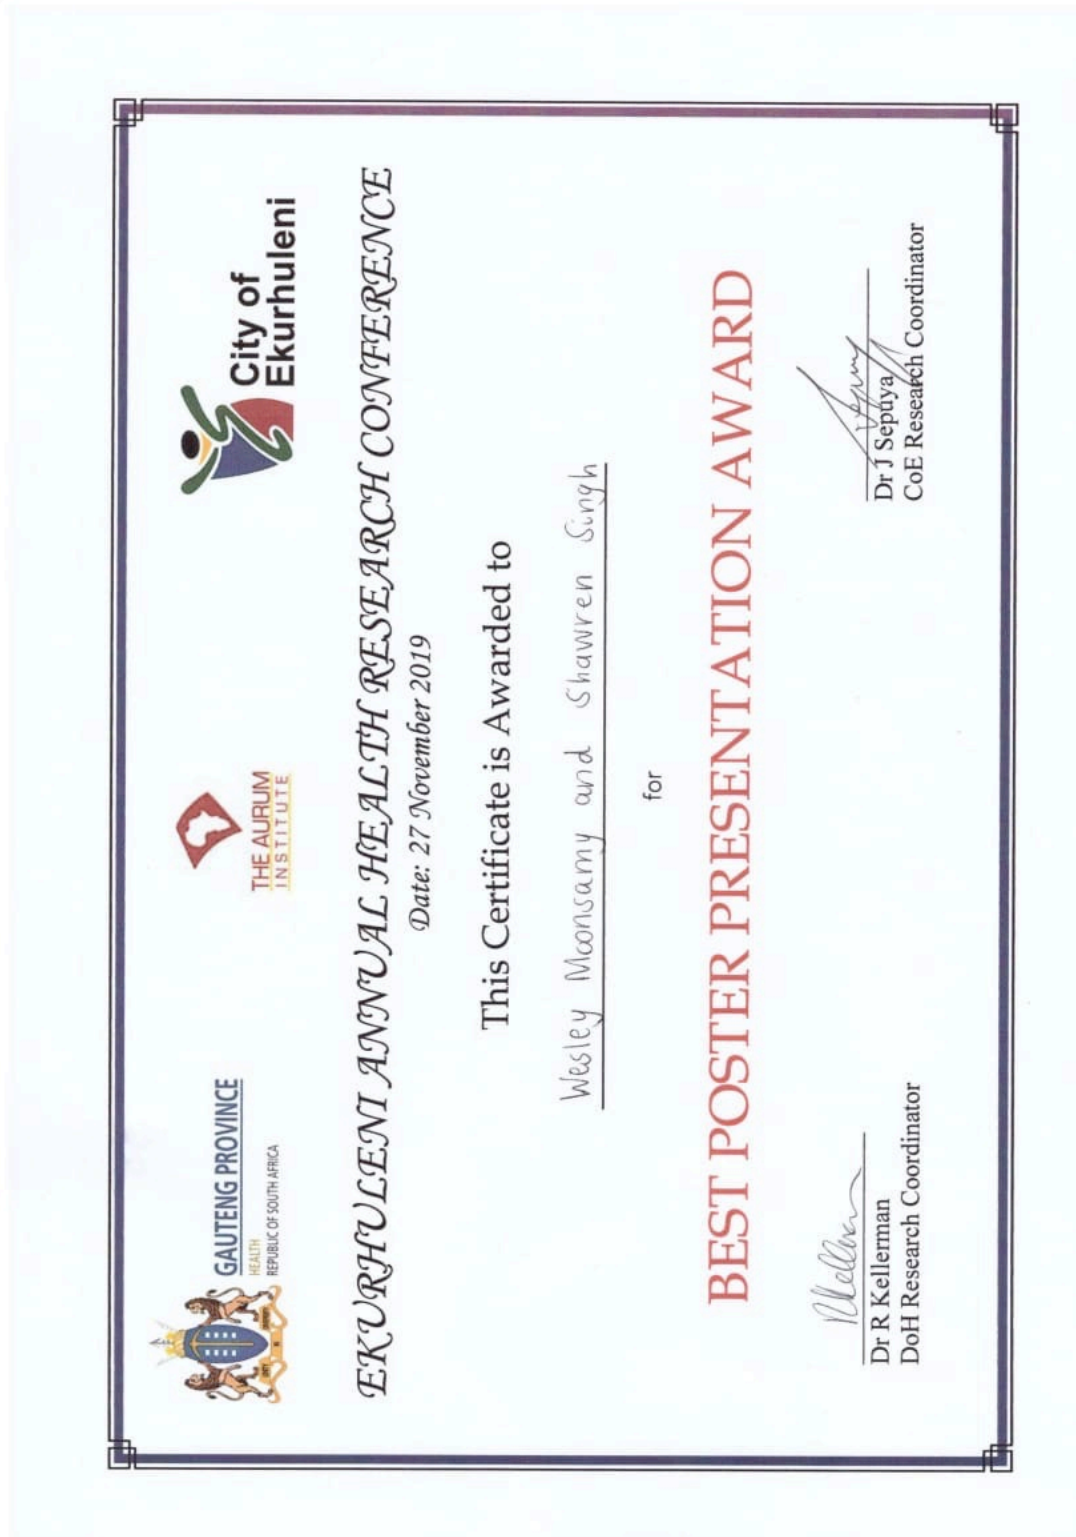 GAUTENG PROVINCE
HEALTH
REPUBLIC OF SOUTH AFRICA
THE AURUM
INSTITUTE
City of
Ekurhuleni
EKURHULENI ANNUAL HEALTH RESEARCH CONFERENCE
Date: 27 November 2019
This Certificate is Awarded to
Wesley Moonsamy and Shawren Singh
for
BEST POSTER PRESENTATION AWARD
Dr R Kellerman
DoH Research Coordinator
Dr J Sepuya
CoE Research Coordinator